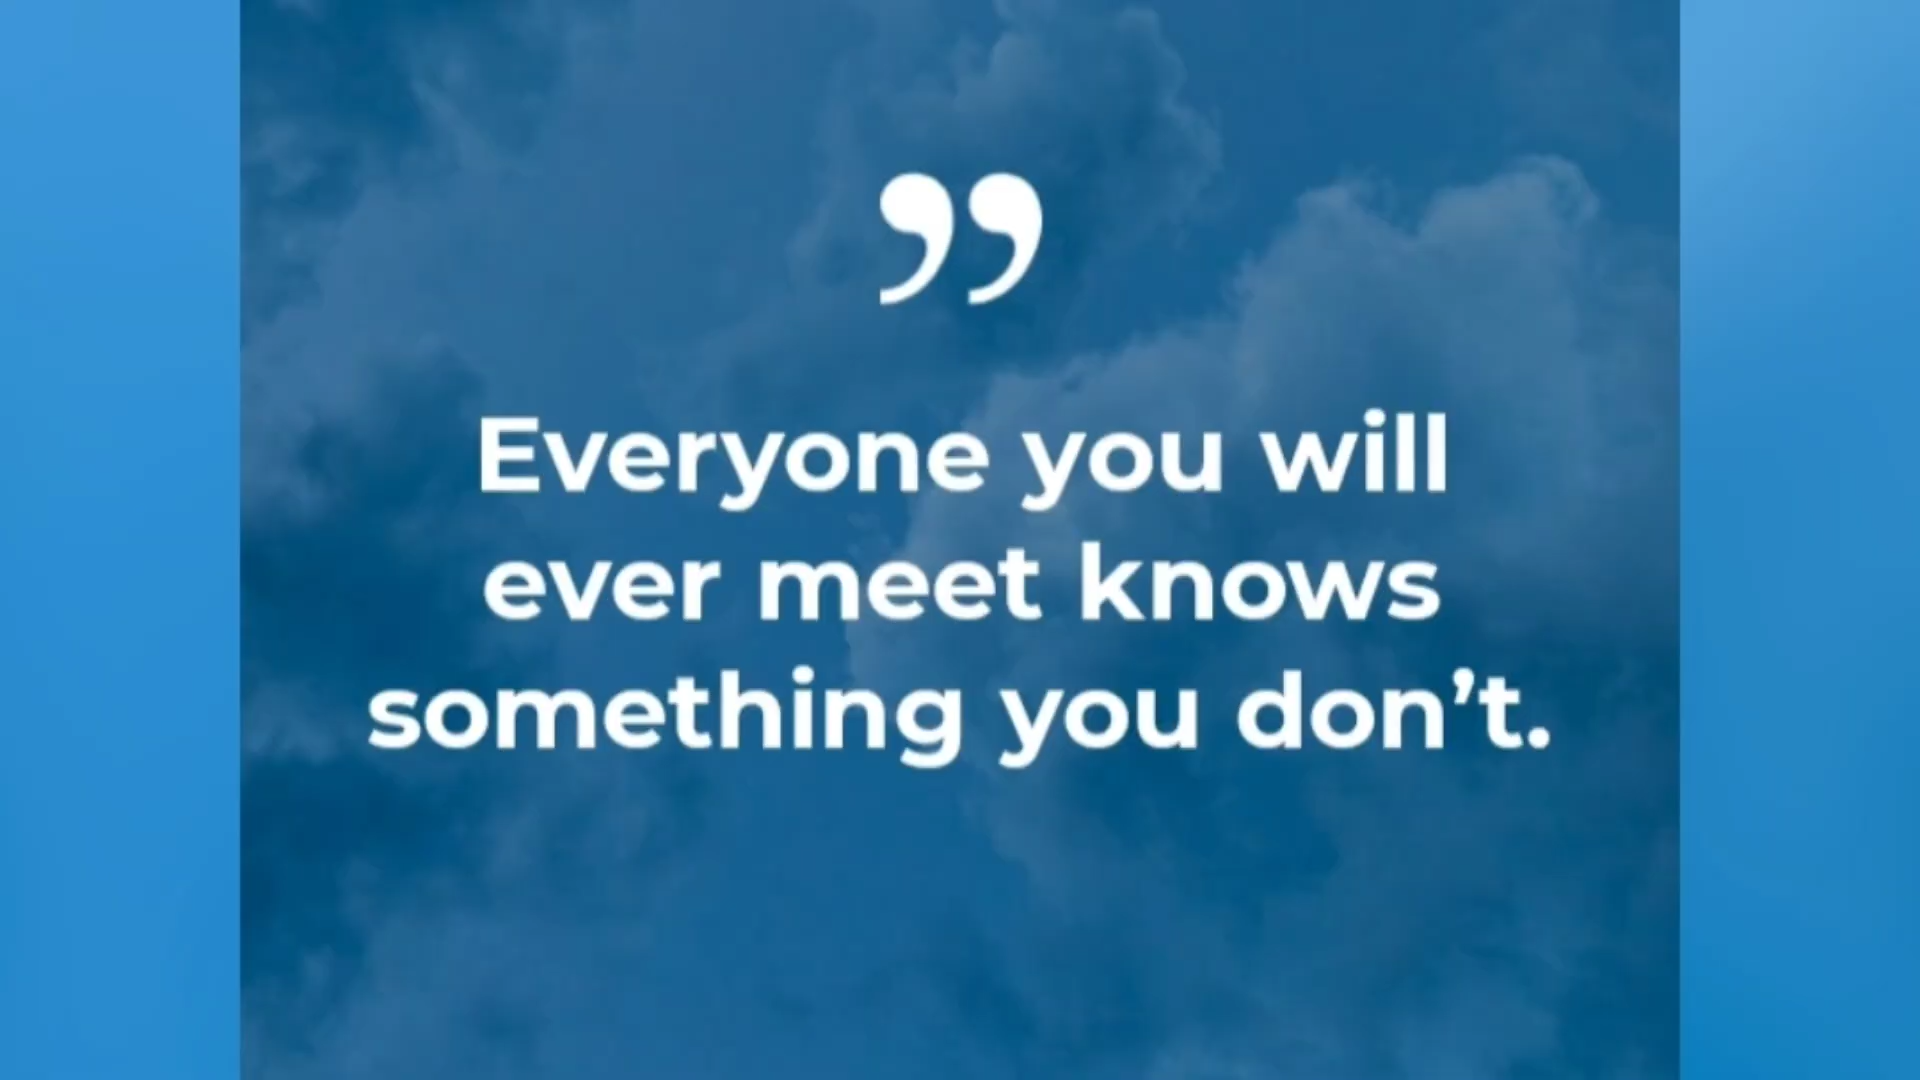 ”
Everyone you will
ever meet knows
something you don’t.